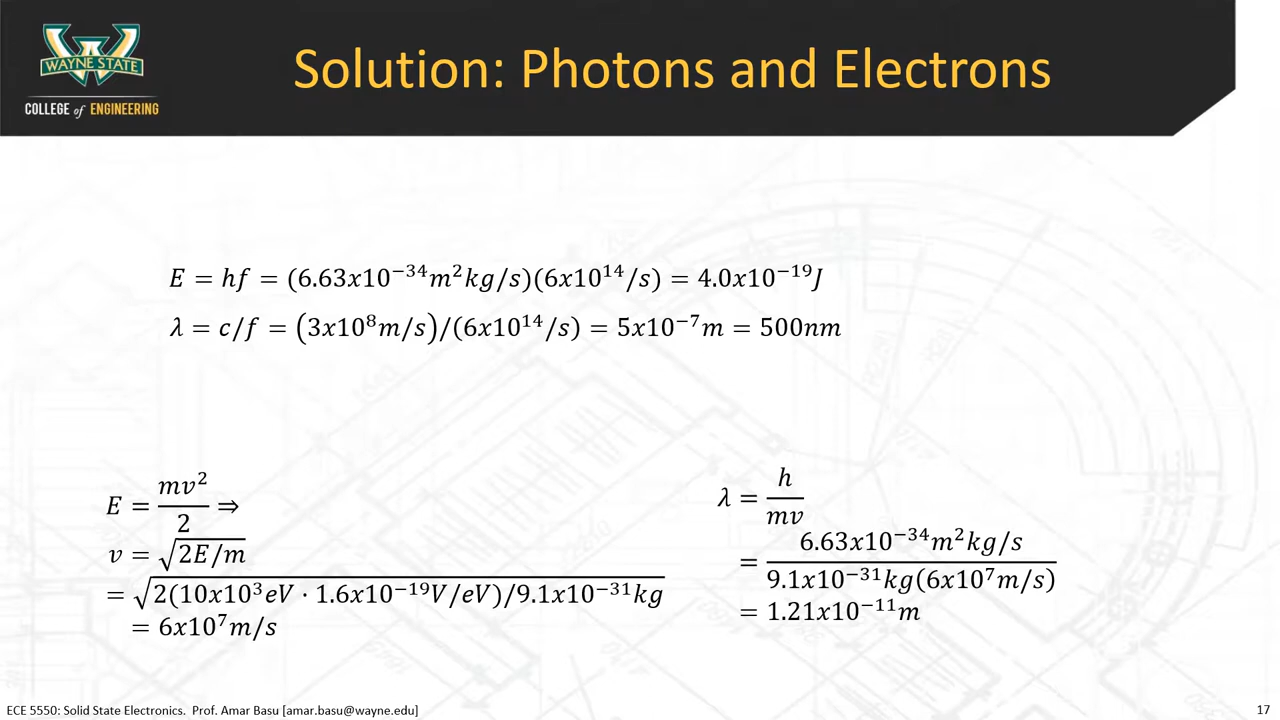 WAYNE STATE
COLLEGE of ENGINEERING
Solution: Photons and Electrons
E = hf = (6.63x10⁻³⁴m²kg/s)(6x10¹⁴/s) = 4.0x10⁻¹⁹J
λ = c/f = (3x10⁸m/s)/(6x10¹⁴/s) = 5x10⁻⁷m = 500nm
E = mv²/2 ⇒
v = √(2E/m)
= √(2(10x10³eV · 1.6x10⁻¹⁹V/eV)/9.1x10⁻³¹kg)
= 6x10⁷m/s
λ = h/mv
= 6.63x10⁻³⁴m²kg/s / 9.1x10⁻³¹kg(6x10⁷m/s)
= 1.21x10⁻¹¹m
ECE 5550: Solid State Electronics. Prof. Amar Basu [amar.basu@wayne.edu]
17